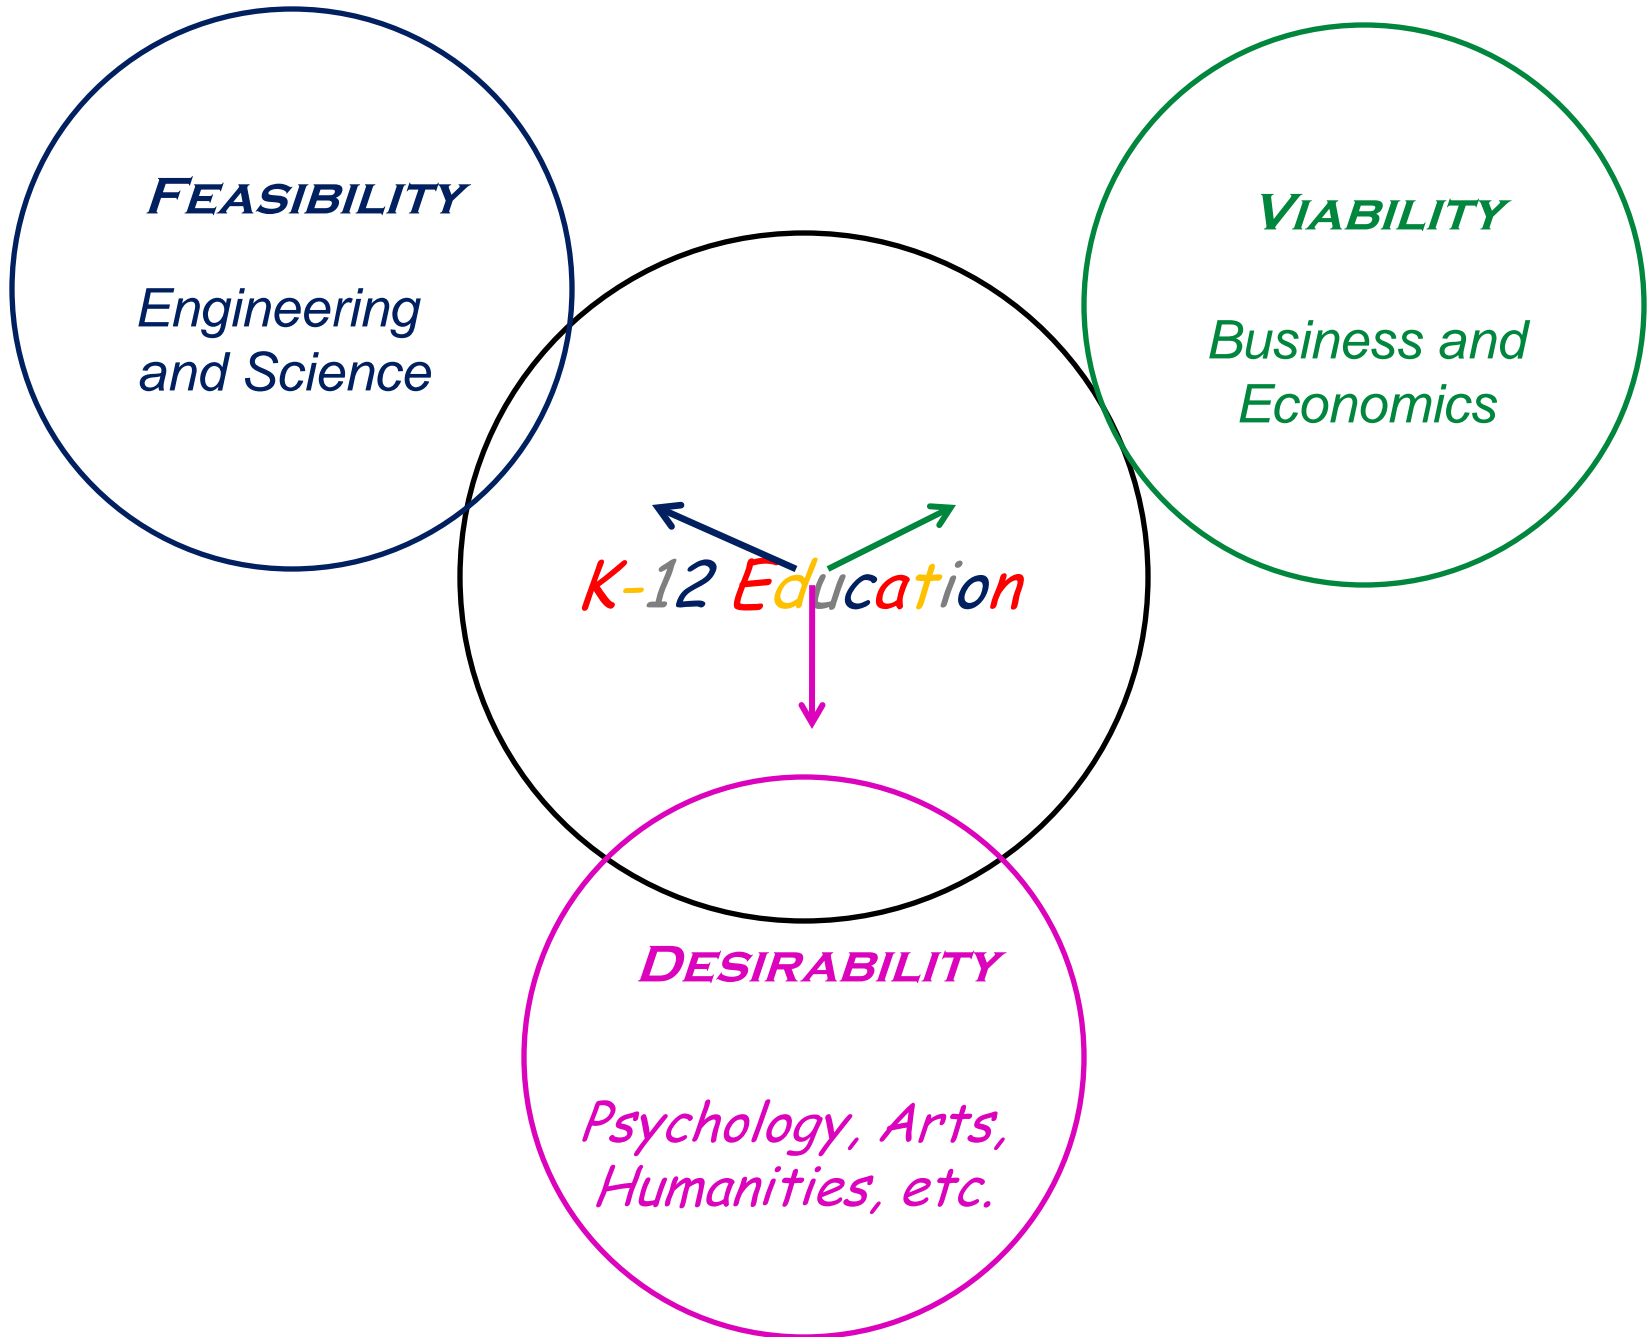 FEASIBILITY
Engineering
and Science
VIABILITY
Business and
Economics
K-12 Education
DESIRABILITY
Psychology, Arts,
Humanities, etc.